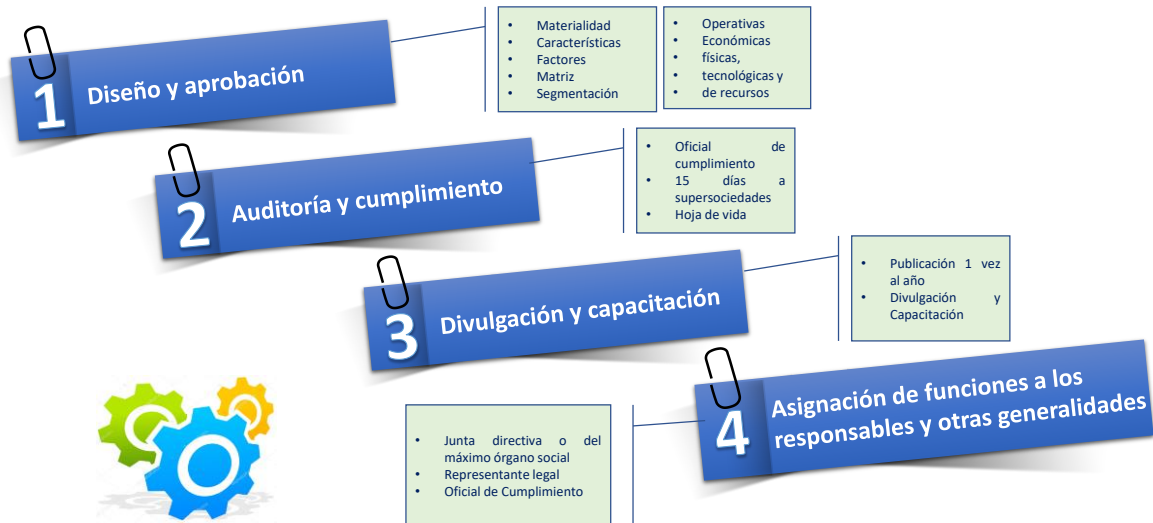 1
Diseño y aprobación
• Materialidad
• Características
• Factores
• Matriz
• Segmentación
• Operativas
• Económicas
• físicas,
• tecnológicas y
• de recursos
2
Auditoría y cumplimiento
• Oficial de
cumplimiento
• 15 días a
supersociedades
• Hoja de vida
3
Divulgación y capacitación
• Publicación 1 vez
al año
• Divulgación y
Capacitación
4
Asignación de funciones a los
responsables y otras generalidades
• Junta directiva o del
máximo órgano social
• Representante legal
• Oficial de Cumplimiento